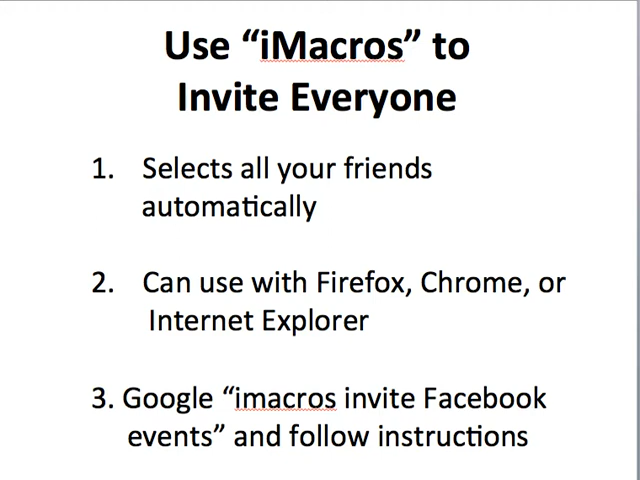 Use “iMacros” to
Invite Everyone
1. Selects all your friends
automatically
2. Can use with Firefox, Chrome, or
Internet Explorer
3. Google “imacros invite Facebook
events” and follow instructions